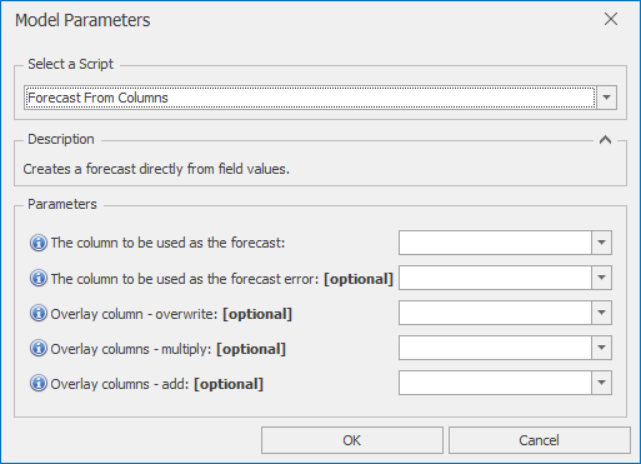 Model Parameters
Select a Script
Forecast From Columns
Description
Creates a forecast directly from field values.
Parameters
The column to be used as the forecast:
The column to be used as the forecast error: [optional]
Overlay column - overwrite: [optional]
Overlay columns - multiply: [optional]
Overlay columns - add: [optional]
OK Cancel